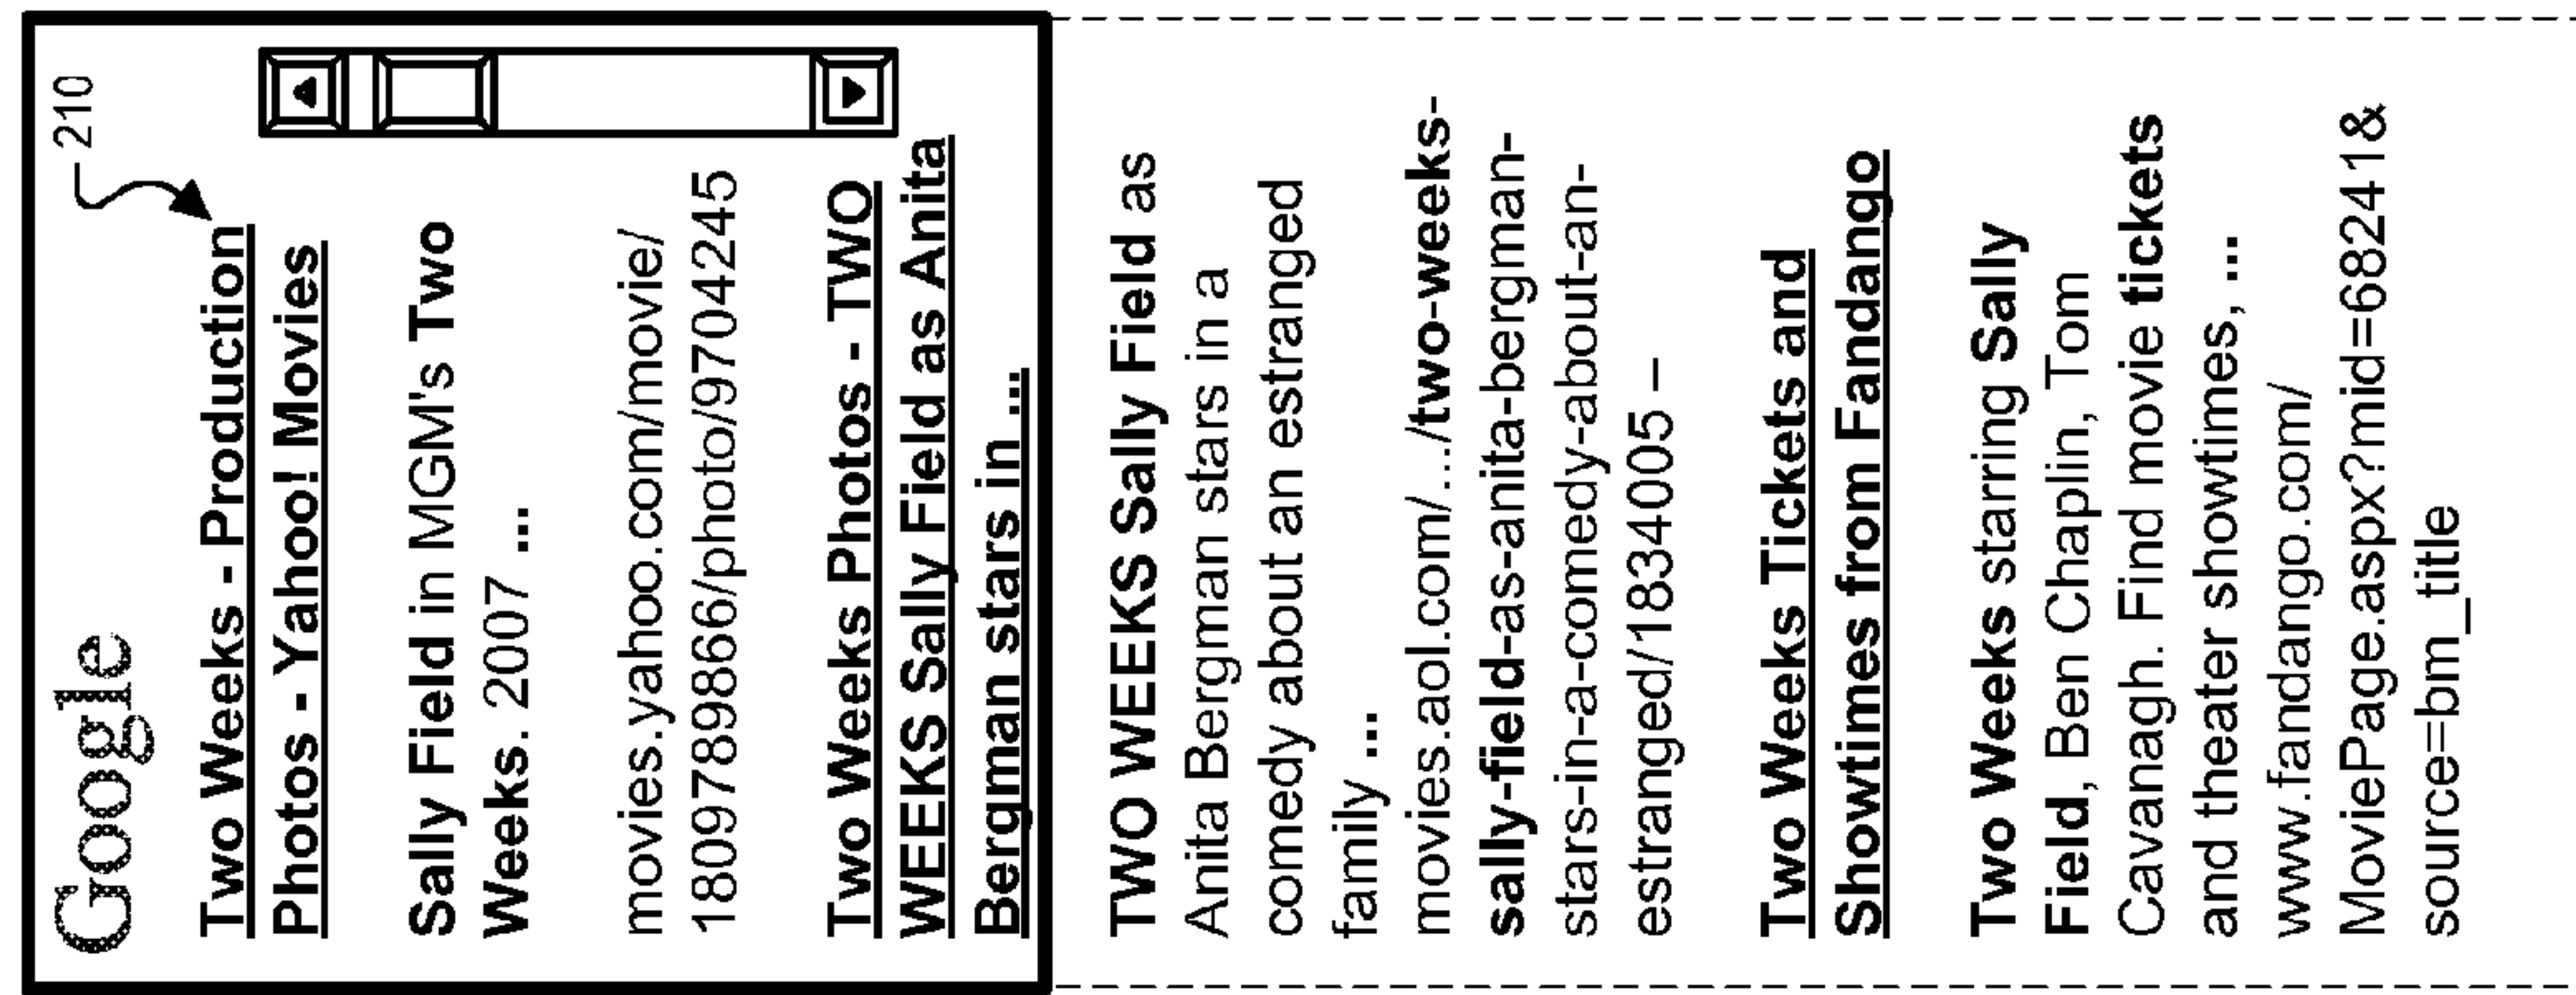 Google
210
Two Weeks - Production
Photos - Yahoo! Movies
Sally Field in MGM's Two
Weeks. 2007 ...
movies.yahoo.com/movie/
1809789866/photo/9704245
Two Weeks Photos - TWO
WEEKS Sally Field as Anita
Bergman stars in ...
TWO WEEKS Sally Field as
Anita Bergman stars in a
comedy about an estranged
family ...
movies.aol.com/.../two-weeks-
sally-field-as-anita-bergman-
stars-in-a-comedy-about-an-
estranged/1834005 –
Two Weeks Tickets and
Showtimes from Fandango
Two Weeks starring Sally
Field, Ben Chaplin, Tom
Cavanagh. Find movie tickets
and theater showtimes, ...
www.fandango.com/
MoviePage.aspx?mid=68241&
source=bm_title